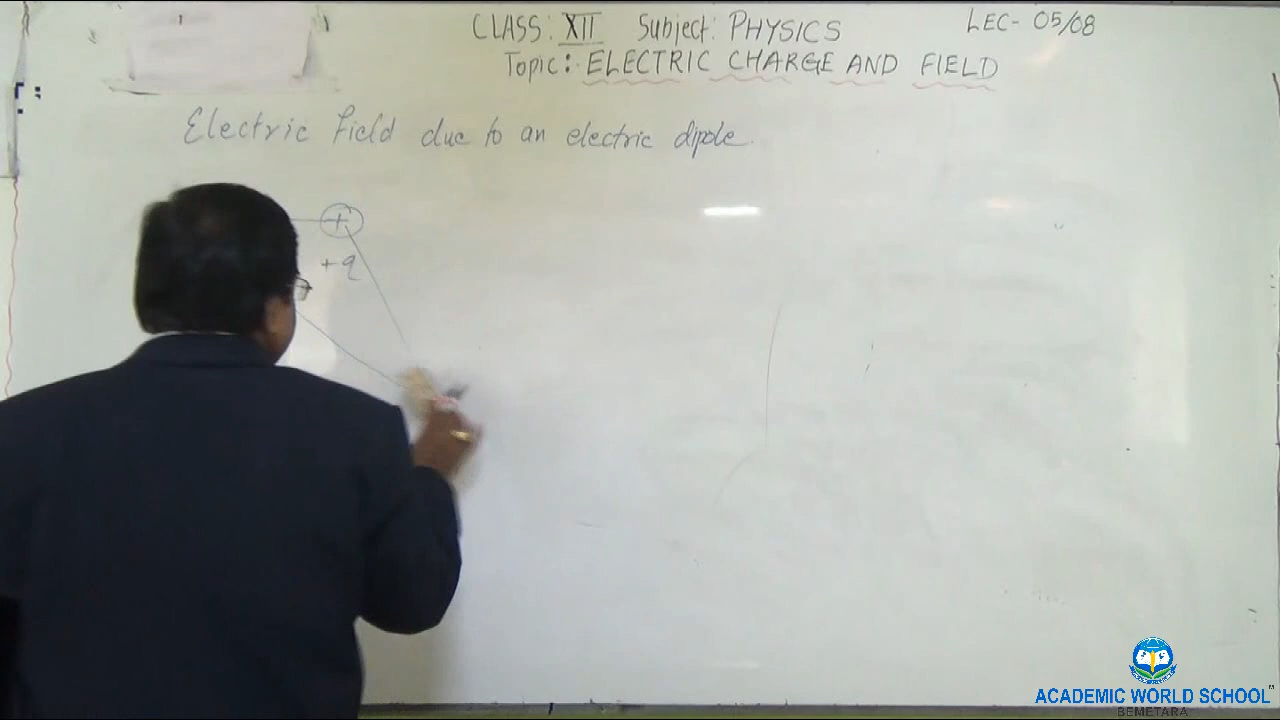 CLASS: XII Subject: PHYSICS LEC- 05/08
Topic: ELECTRIC CHARGE AND FIELD
Electric Field due to an electric dipole.
+
+q
ACADEMIC WORLD SCHOOL
BEMETARA